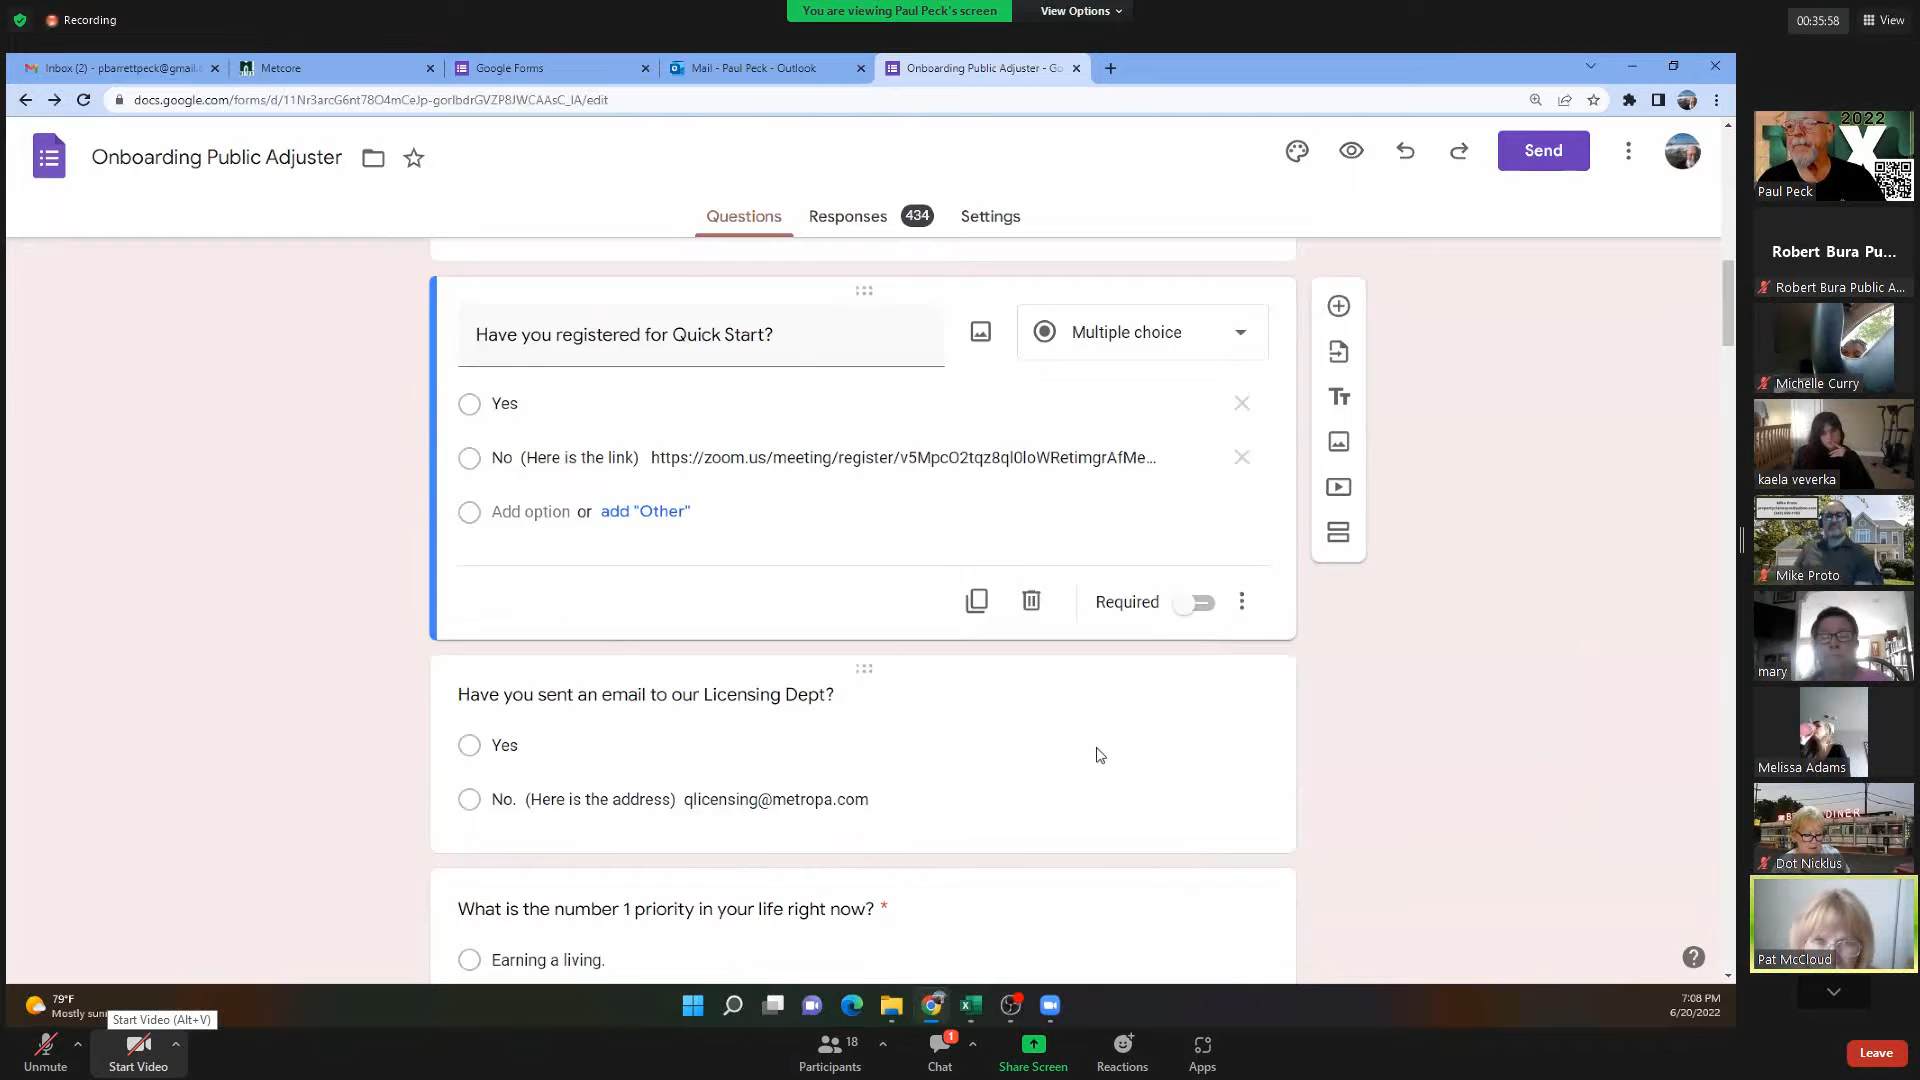 Recording
You are viewing Paul Peck's screen
View Options
00:35:58
View
Inbox (2) - pbarrettpeck@gmail.
Metcore
Google Forms
Mail - Paul Peck - Outlook
Onboarding Public Adjuster - Go
docs.google.com/forms/d/11Nr3arcG6nt78O4mCeJp-gorIbdrGVZP8JWCAAsC_IA/edit
Onboarding Public Adjuster
Send
Questions
Responses
434
Settings
Have you registered for Quick Start?
Multiple choice
Yes
No (Here is the link) https://zoom.us/meeting/register/v5MpcO2tqz8ql0loWRetimgrAfMe...
Add option or add "Other"
Required
Have you sent an email to our Licensing Dept?
Yes
No. (Here is the address) qlicensing@metropa.com
What is the number 1 priority in your life right now? *
Earning a living.
2022
Paul Peck
Robert Bura Pu...
Robert Bura Public A...
Michelle Curry
kaela veverka
Mike Proto
Mike Proto
mary
Melissa Adams
DINER
Dot Nicklus
Pat McCloud
79°F
Mostly sunn
Start Video (Alt+V)
7:08 PM
6/20/2022
Unmute
Start Video
18
Participants
1
Chat
Share Screen
Reactions
Apps
Leave